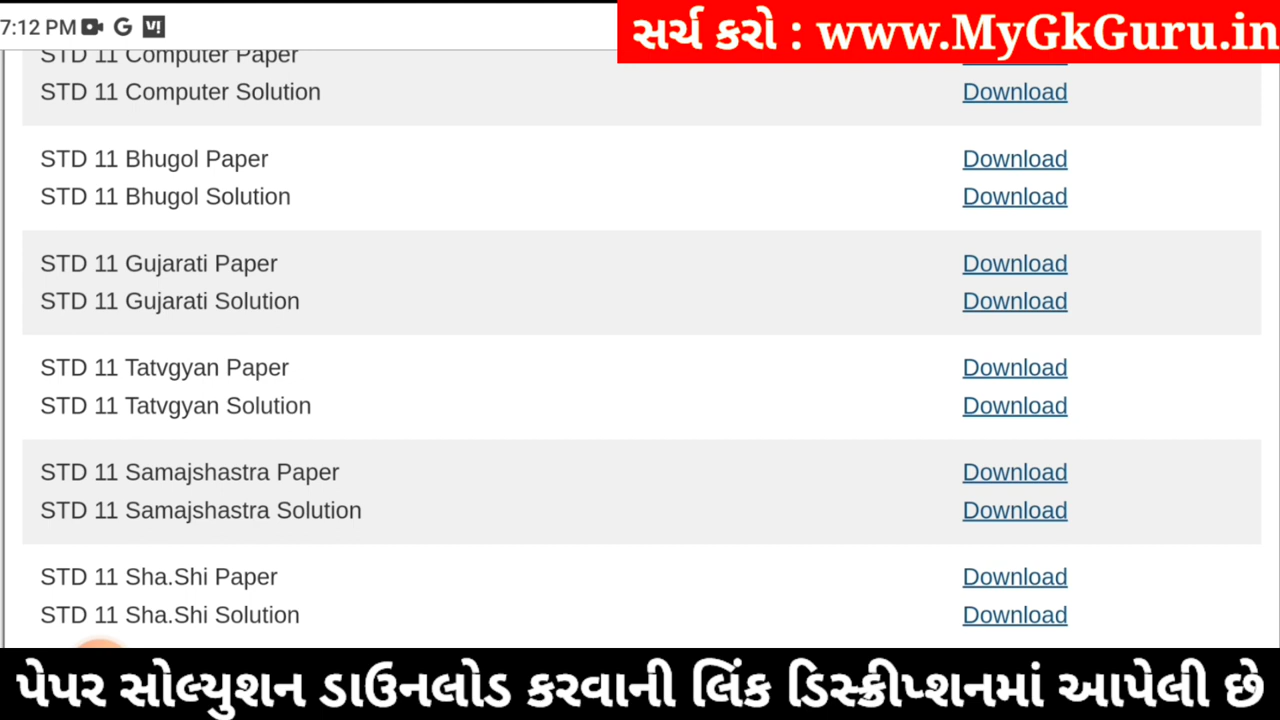 7:12 PM G V!
સર્ચ કરો : www.MyGkGuru.in
STD 11 Computer Paper
STD 11 Computer Solution Download
STD 11 Bhugol Paper Download
STD 11 Bhugol Solution Download
STD 11 Gujarati Paper Download
STD 11 Gujarati Solution Download
STD 11 Tatvgyan Paper Download
STD 11 Tatvgyan Solution Download
STD 11 Samajshastra Paper Download
STD 11 Samajshastra Solution Download
STD 11 Sha.Shi Paper Download
STD 11 Sha.Shi Solution Download
પેપર સોલ્યુશન ડાઉનલોડ કરવાની લિંક ડિસ્ક્રીપ્શનમાં આપેલી છે